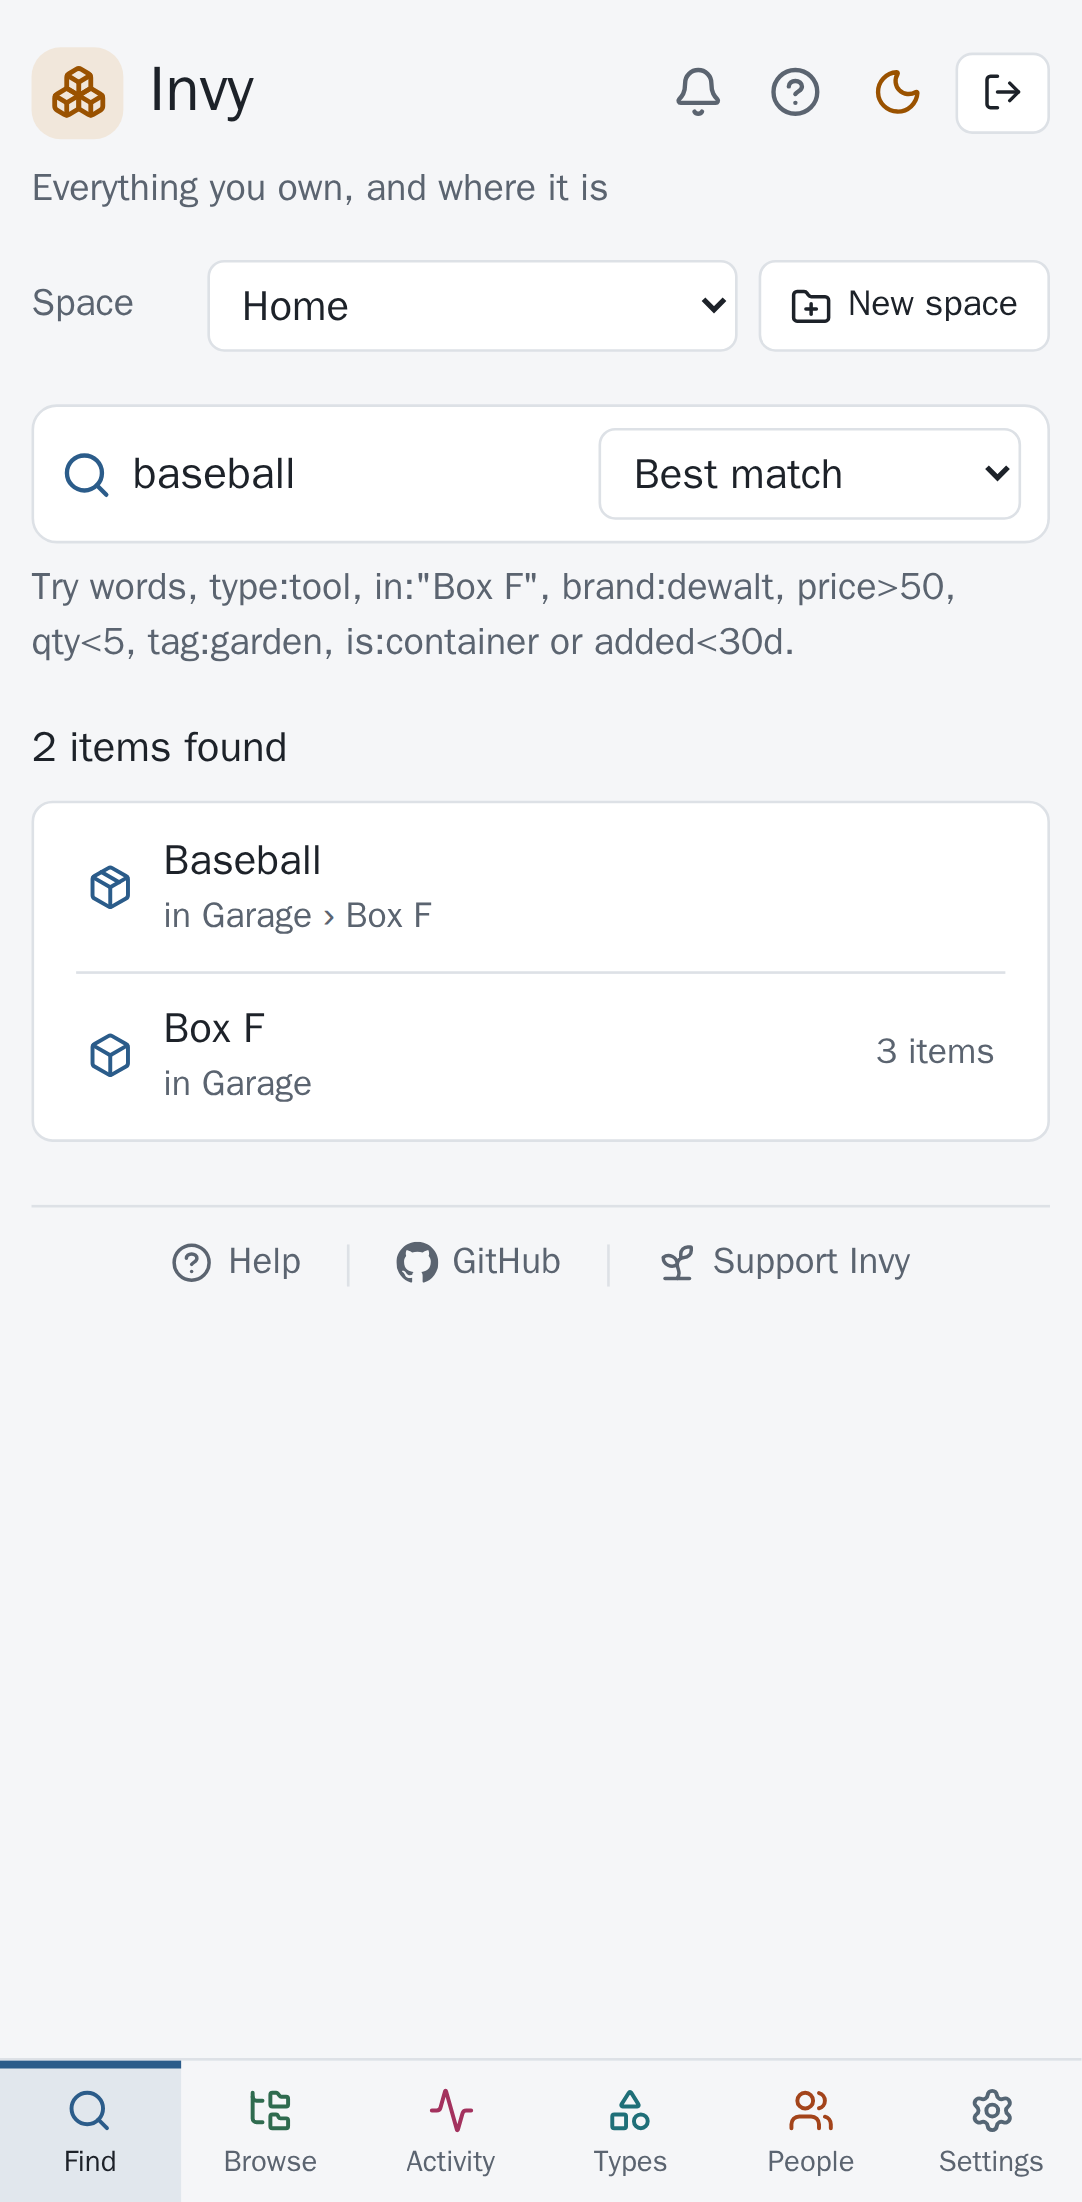 Invy
Everything you own, and where it is
Space
Home
New space
baseball
Best match
Try words, type:tool, in:"Box F", brand:dewalt, price>50,
qty<5, tag:garden, is:container or added<30d.
2 items found
Baseball
in Garage › Box F
Box F
in Garage
3 items
Help
GitHub
Support Invy
Find
Browse
Activity
Types
People
Settings